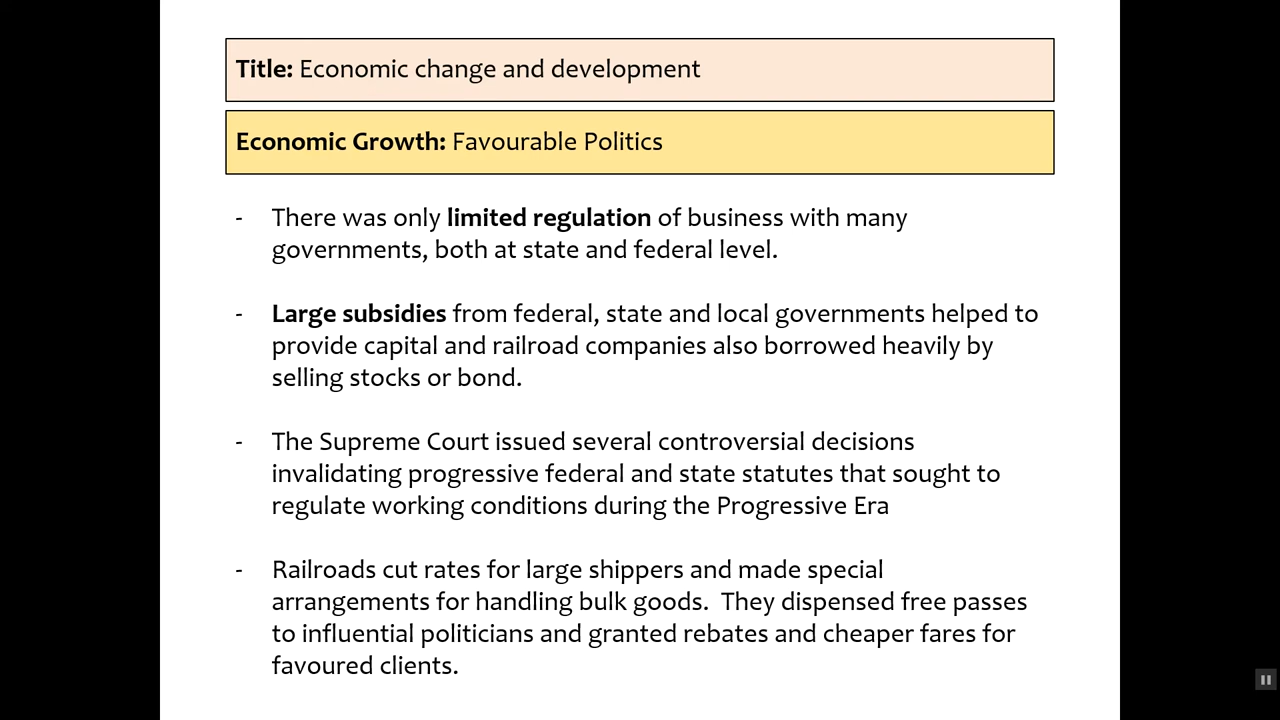 Title: Economic change and development
Economic Growth: Favourable Politics
- There was only limited regulation of business with many
governments, both at state and federal level.
- Large subsidies from federal, state and local governments helped to
provide capital and railroad companies also borrowed heavily by
selling stocks or bond.
- The Supreme Court issued several controversial decisions
invalidating progressive federal and state statutes that sought to
regulate working conditions during the Progressive Era
- Railroads cut rates for large shippers and made special
arrangements for handling bulk goods.  They dispensed free passes
to influential politicians and granted rebates and cheaper fares for
favoured clients.